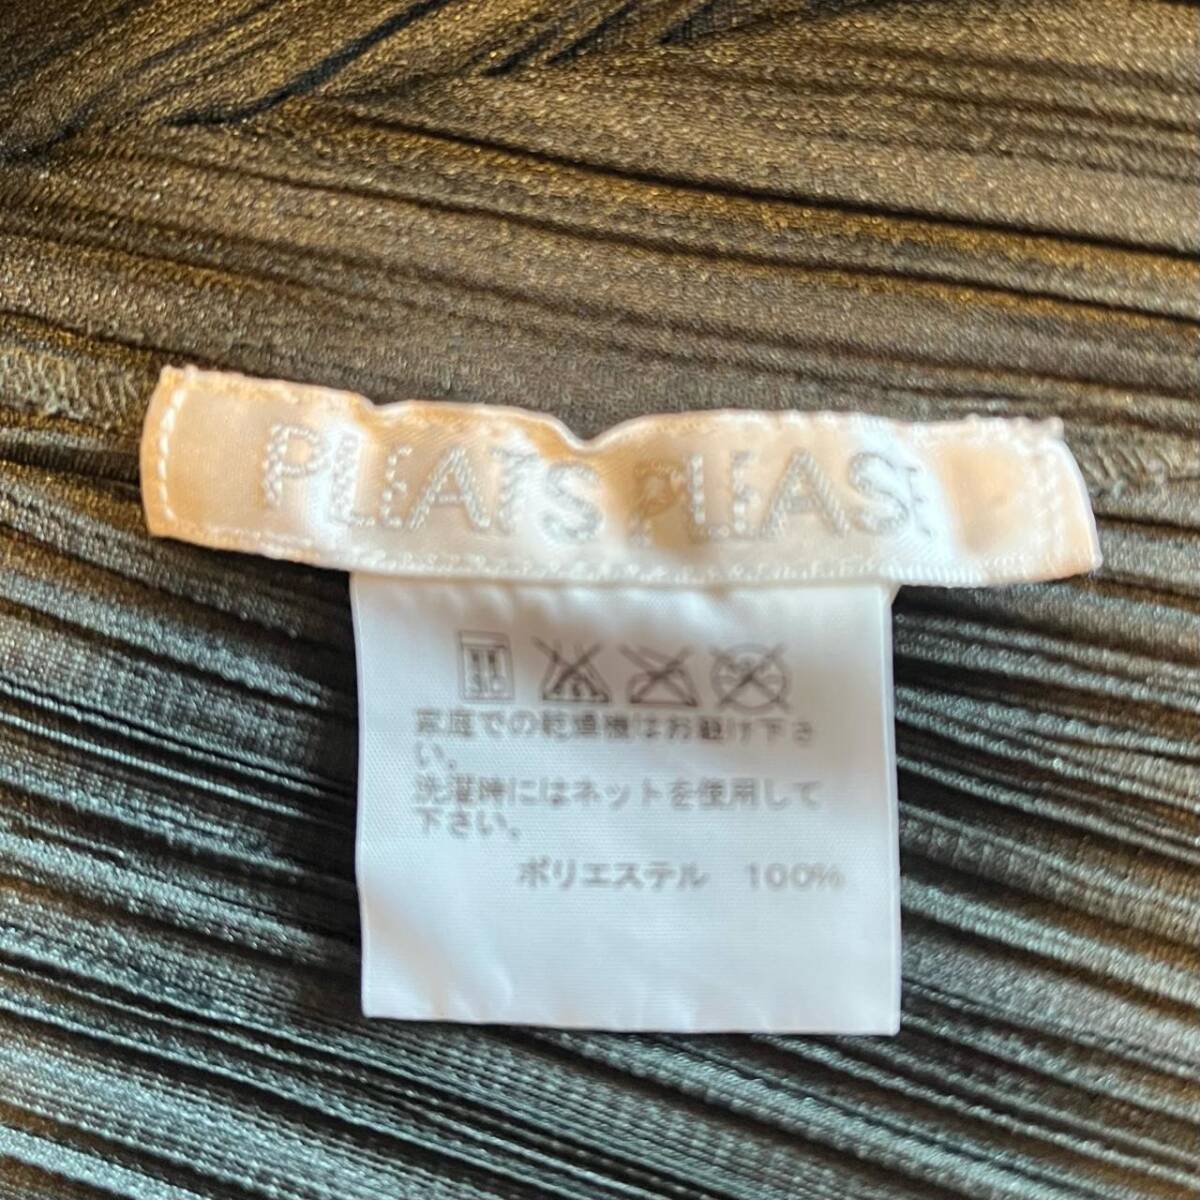 PLEATS PLEASE
家庭での乾燥機はお避け下さ
い。
洗濯時にはネットを使用して
下さい。
ポリエステル 100%